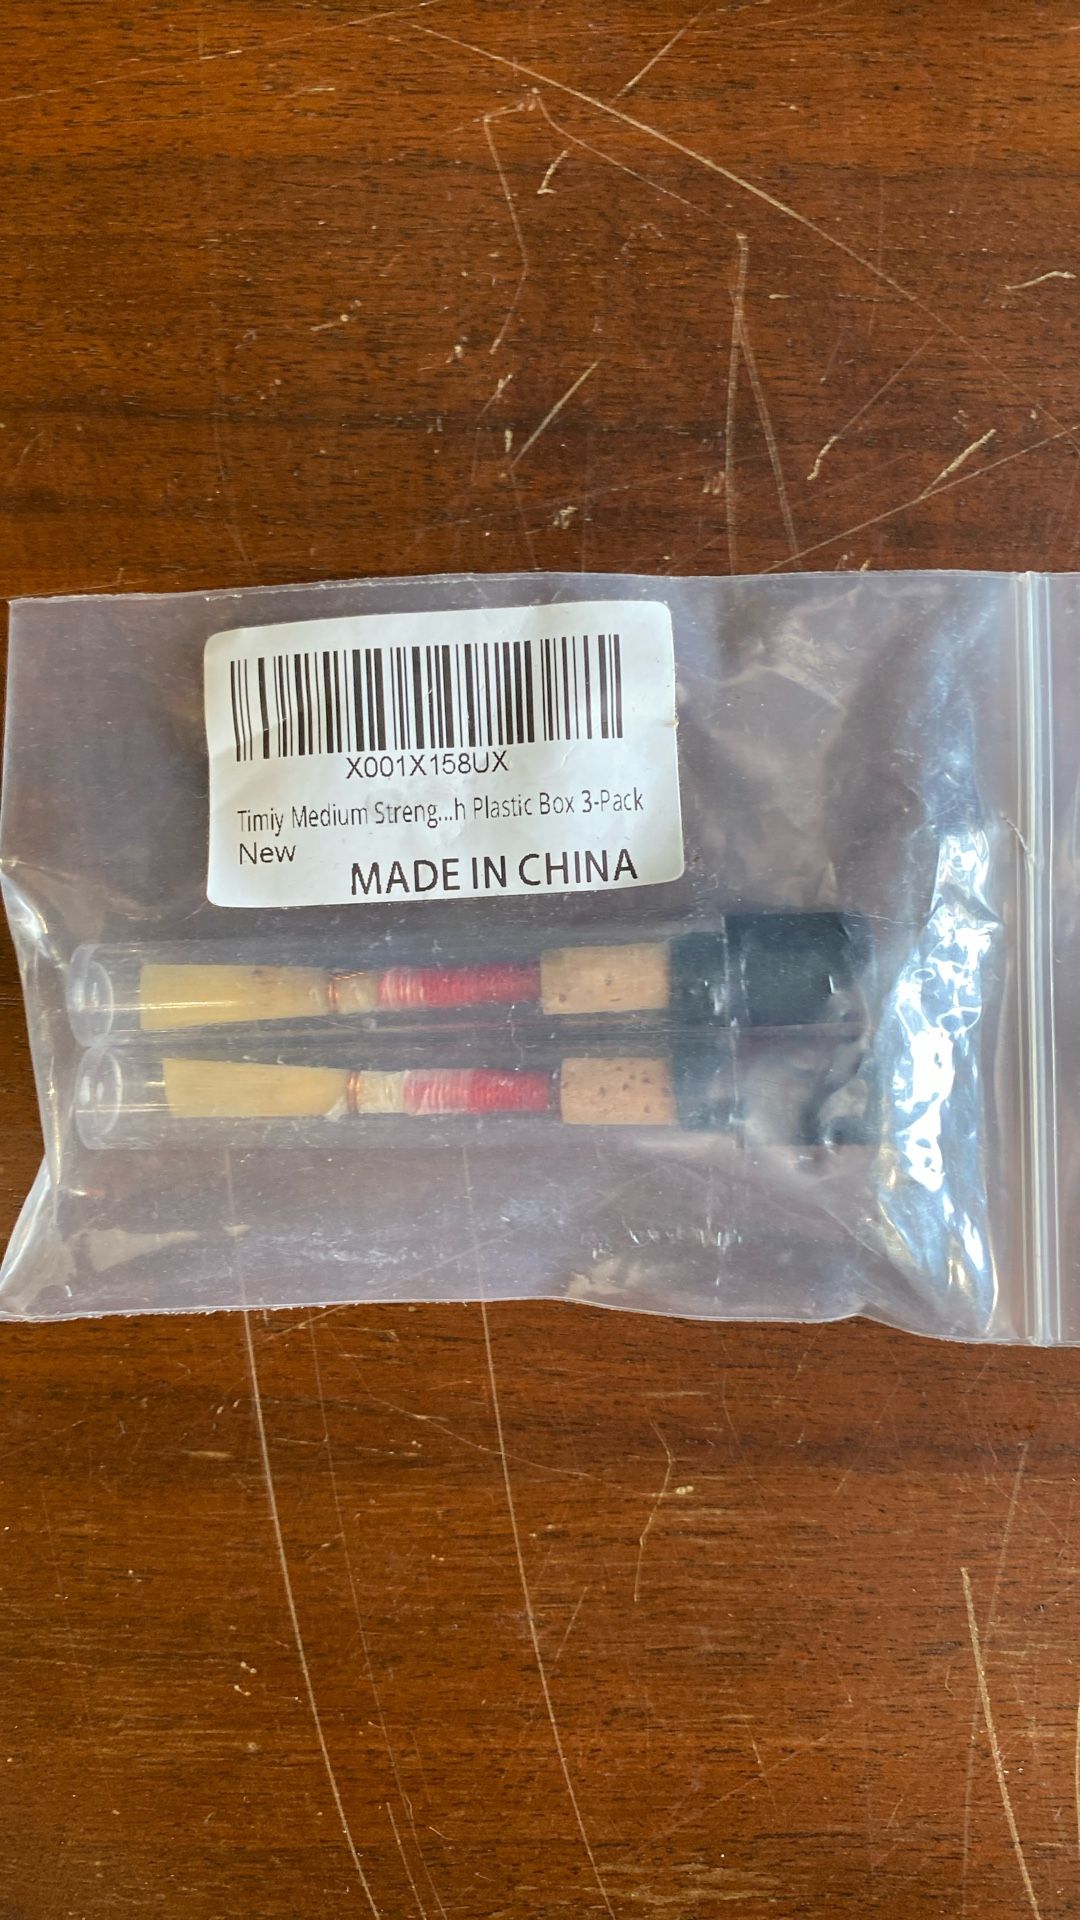 X001X158UX
Timiy Medium Streng...h Plastic Box 3-Pack
New
MADE IN CHINA